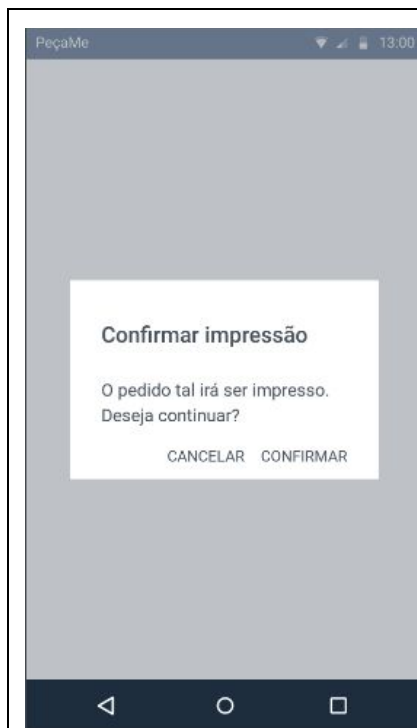 PeçaMe 13:00
Confirmar impressão
O pedido tal irá ser impresso.
Deseja continuar?
CANCELAR CONFIRMAR